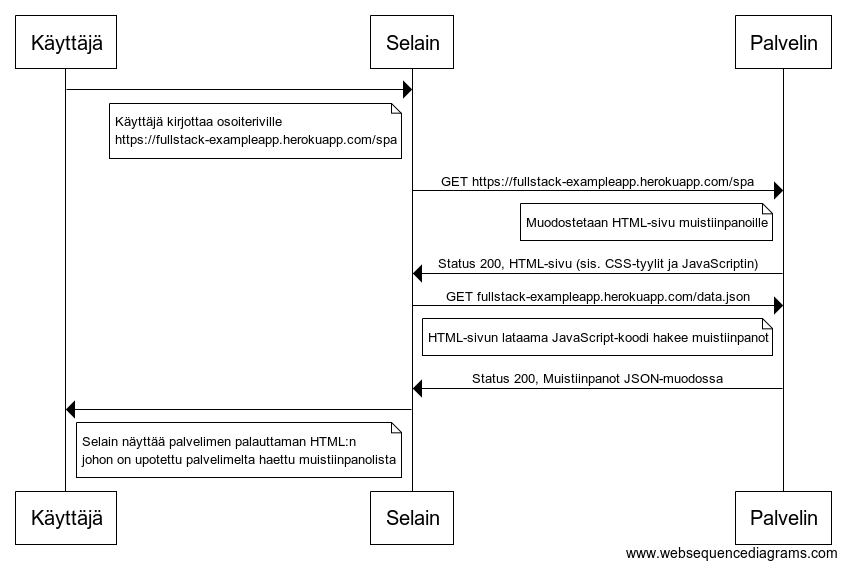 Käyttäjä
Selain
Palvelin
Käyttäjä kirjottaa osoiteriville
https://fullstack-exampleapp.herokuapp.com/spa
GET https://fullstack-exampleapp.herokuapp.com/spa
Muodostetaan HTML-sivu muistiinpanoille
Status 200, HTML-sivu (sis. CSS-tyylit ja JavaScriptin)
GET fullstack-exampleapp.herokuapp.com/data.json
HTML-sivun lataama JavaScript-koodi hakee muistiinpanot
Status 200, Muistiinpanot JSON-muodossa
Selain näyttää palvelimen palauttaman HTML:n
johon on upotettu palvelimelta haettu muistiinpanolista
Käyttäjä
Selain
Palvelin
www.websequencediagrams.com